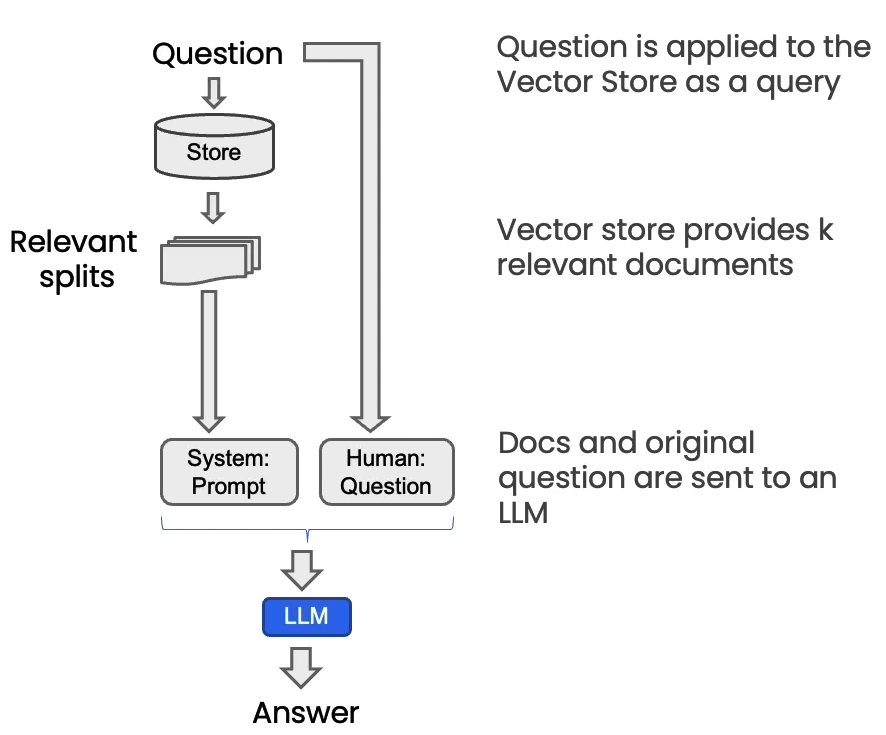 Question
Question is applied to the
Vector Store as a query
Store
Relevant
splits
Vector store provides k
relevant documents
System:
Prompt
Human:
Question
Docs and original
question are sent to an
LLM
LLM
Answer